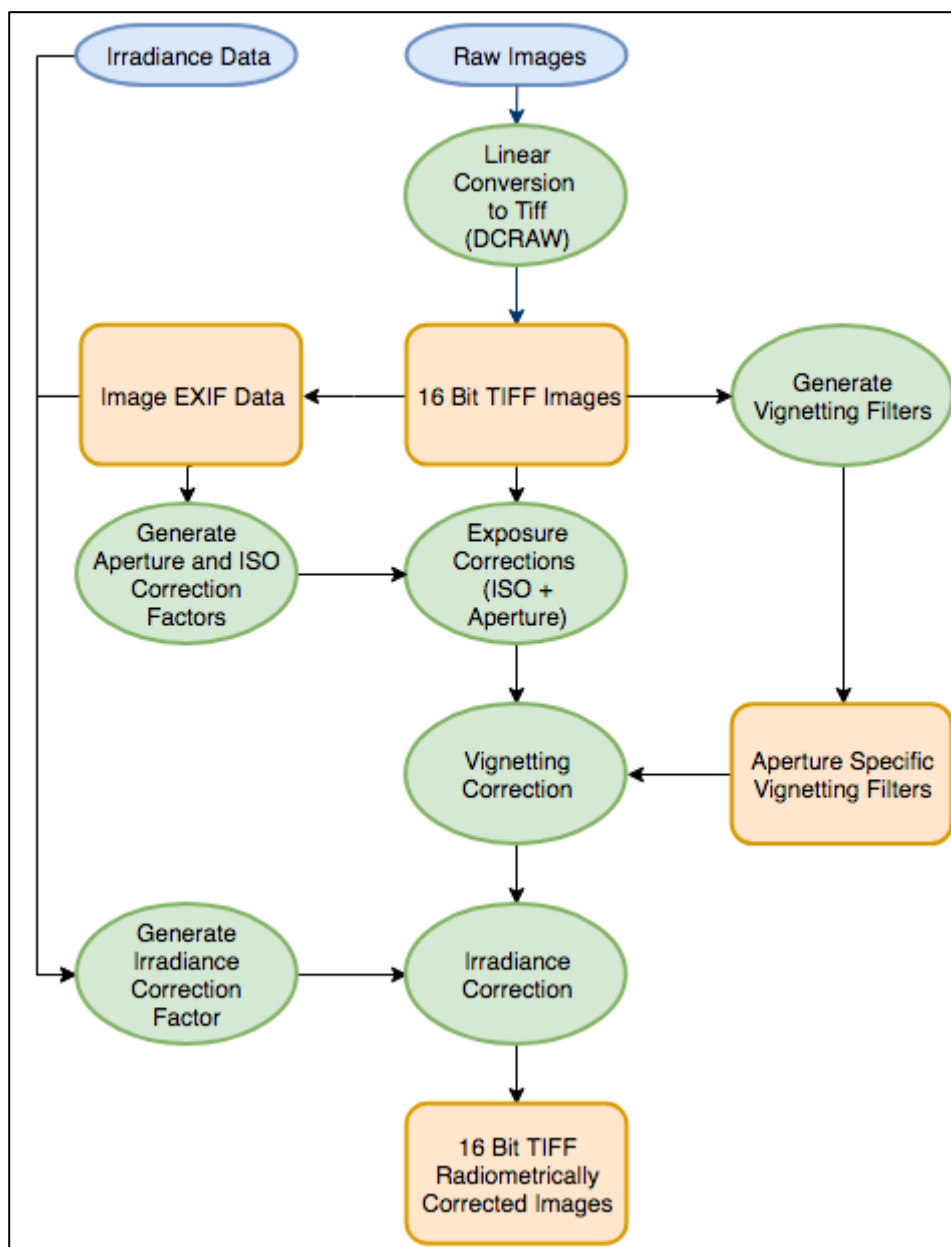 Irradiance Data
Raw Images
Linear
Conversion
to Tiff
(DCRAW)
Image EXIF Data
16 Bit TIFF Images
Generate
Vignetting Filters
Generate
Aperture and ISO
Correction
Factors
Exposure
Corrections
(ISO +
Aperture)
Vignetting
Correction
Aperture Specific
Vignetting Filters
Generate
Irradiance
Correction
Factor
Irradiance
Correction
16 Bit TIFF
Radiometrically
Corrected Images